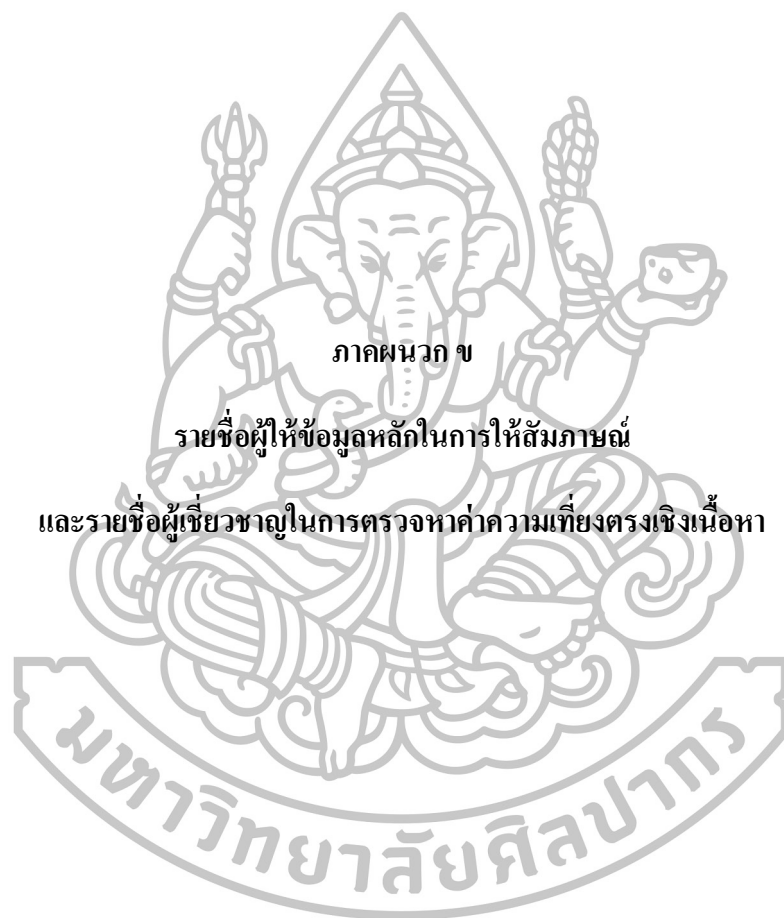 ภาคผนวก ข
รายชื่อผู้ให้ข้อมูลหลักในการให้สัมภาษณ์
และรายชื่อผู้เชี่ยวชาญในการตรวจหาค่าความเที่ยงตรงเชิงเนื้อหา
มหาวิทยาลัยศิลปากร